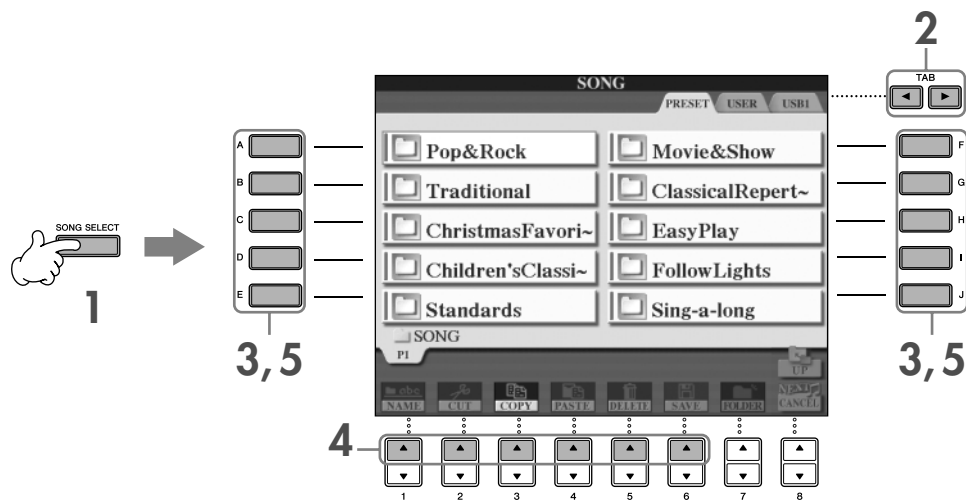 2
TAB
SONG
PRESET USER USB1
A Pop&Rock Movie&Show F
B Traditional ClassicalRepert~ G
SONG SELECT
C ChristmasFavori~ EasyPlay H
D Children'sClassi~ FollowLights I
1
E Standards Sing-a-long J
SONG
3, 5
3, 5
P1
UP
abc
NEXT
NAME CUT COPY PASTE DELETE SAVE FOLDER CANCEL
4
1 2 3 4 5 6 7 8